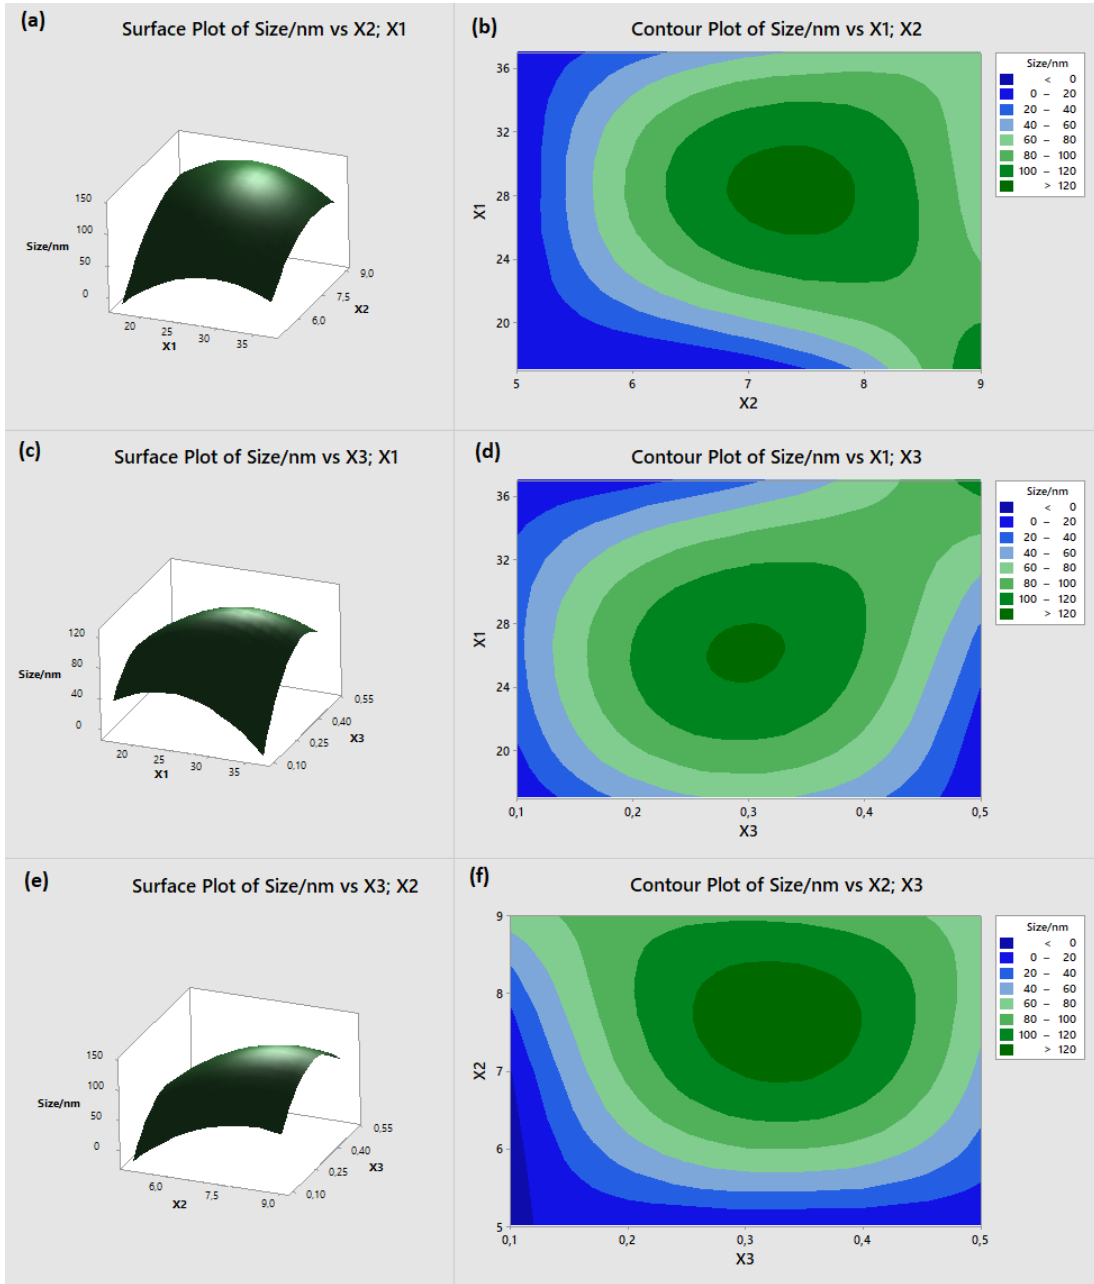 (a)
Surface Plot of Size/nm vs X2; X1
150
100
Size/nm
50
0
9,0
7,5
X2
6,0
20
25
30
35
X1
(b)
Contour Plot of Size/nm vs X1; X2
36
32
28
24
20
X1
5
6
7
8
9
X2
Size/nm
< 0
0 – 20
20 – 40
40 – 60
60 – 80
80 – 100
100 – 120
> 120
(c)
Surface Plot of Size/nm vs X3; X1
120
80
Size/nm
40
0
0,55
0,40
X3
0,25
0,10
20
25
30
35
X1
(d)
Contour Plot of Size/nm vs X1; X3
36
32
28
24
20
X1
0,1
0,2
0,3
0,4
0,5
X3
Size/nm
< 0
0 – 20
20 – 40
40 – 60
60 – 80
80 – 100
100 – 120
> 120
(e)
Surface Plot of Size/nm vs X3; X2
150
100
Size/nm
50
0
0,55
0,40
X3
0,25
0,10
6,0
7,5
9,0
X2
(f)
Contour Plot of Size/nm vs X2; X3
9
8
7
6
5
X2
0,1
0,2
0,3
0,4
0,5
X3
Size/nm
< 0
0 – 20
20 – 40
40 – 60
60 – 80
80 – 100
100 – 120
> 120